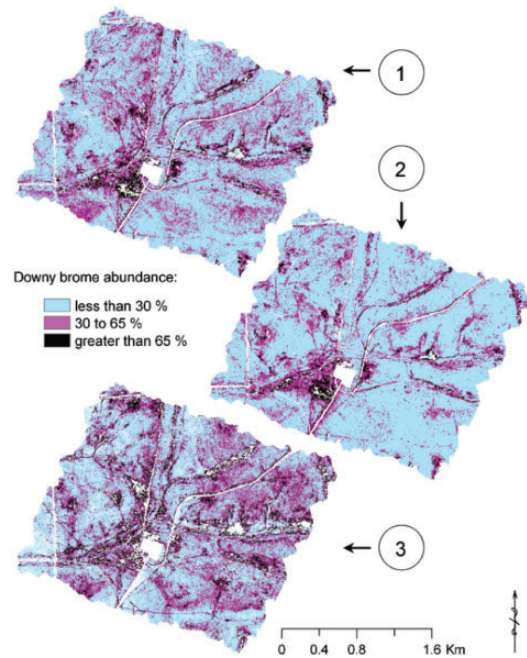 1
2
Downy brome abundance:
less than 30 %
30 to 65 %
greater than 65 %
3
0 0.4 0.8 1.6 Km